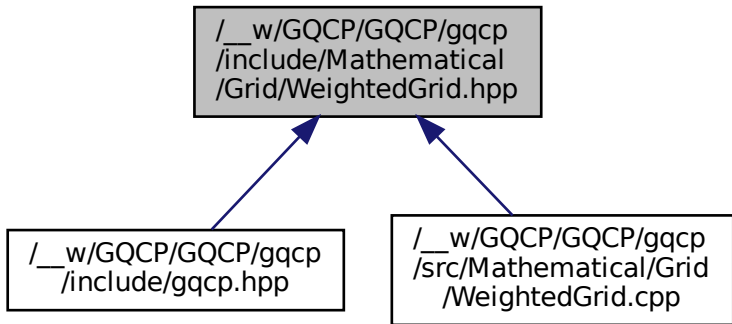 /__w/GQCP/GQCP/gqcp
/include/Mathematical
/Grid/WeightedGrid.hpp
/__w/GQCP/GQCP/gqcp
/include/gqcp.hpp
/__w/GQCP/GQCP/gqcp
/src/Mathematical/Grid
/WeightedGrid.cpp